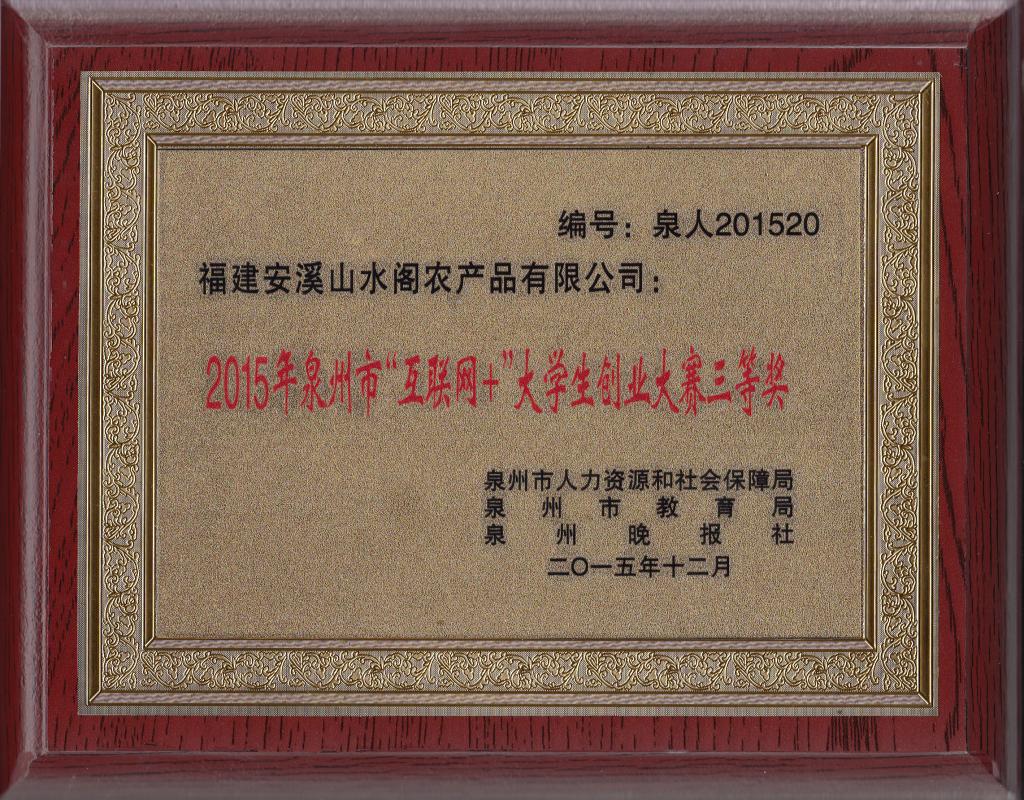 编号：泉人201520
福建安溪山水阁农产品有限公司：
2015年泉州市“互联网+”大学生创业大赛三等奖
泉州市人力资源和社会保障局
泉州市教育局
泉州晚报社
二〇一五年十二月